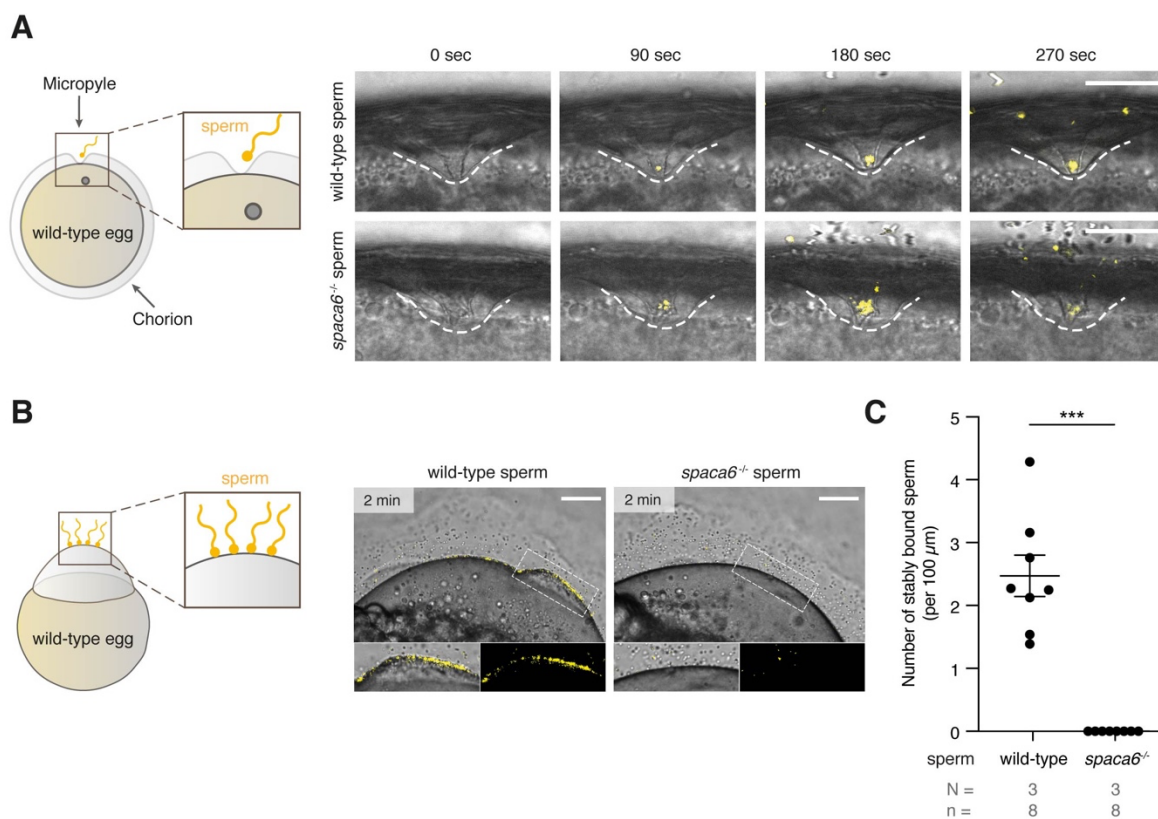 A
Micropyle
sperm
wild-type egg
Chorion
0 sec
90 sec
180 sec
270 sec
wild-type sperm
spaca6-/- sperm
B
sperm
wild-type egg
wild-type sperm
spaca6-/- sperm
2 min
2 min
C
***
Number of stably bound sperm
(per 100 µm)
5
4
3
2
1
0
sperm wild-type spaca6-/-
N = 3 3
n = 8 8